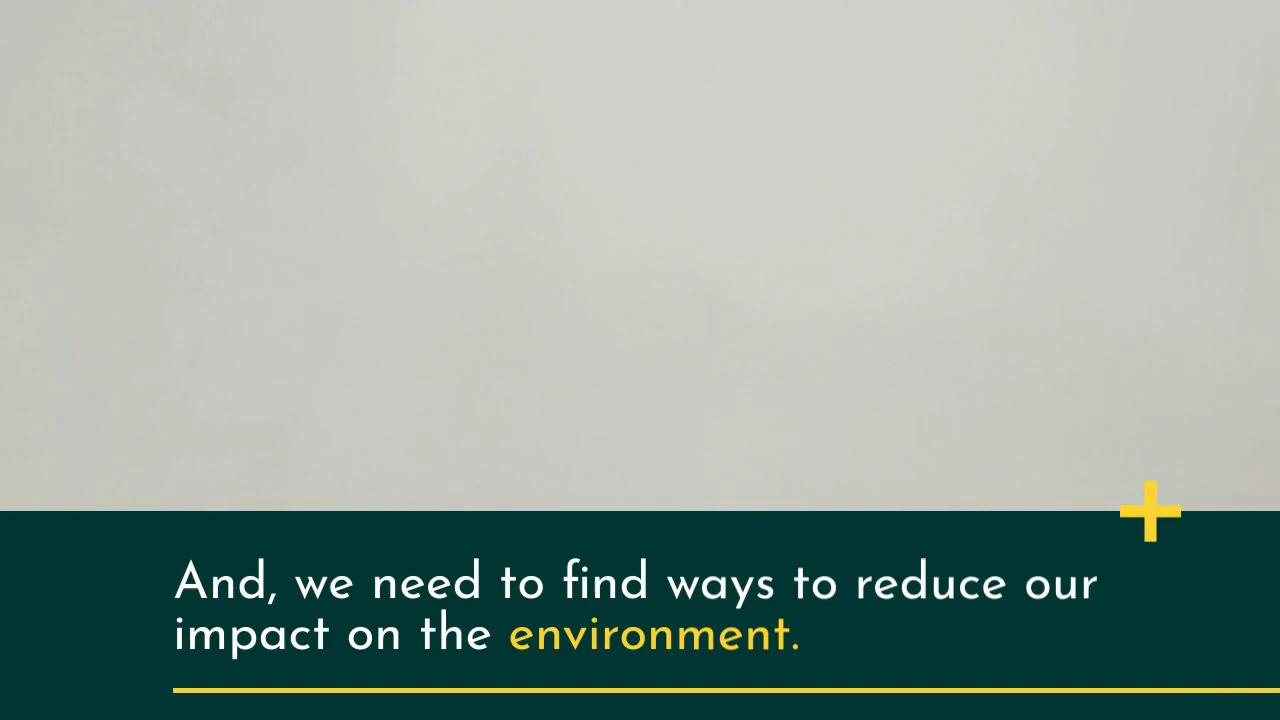 And, we need to find ways to reduce our
impact on the environment.